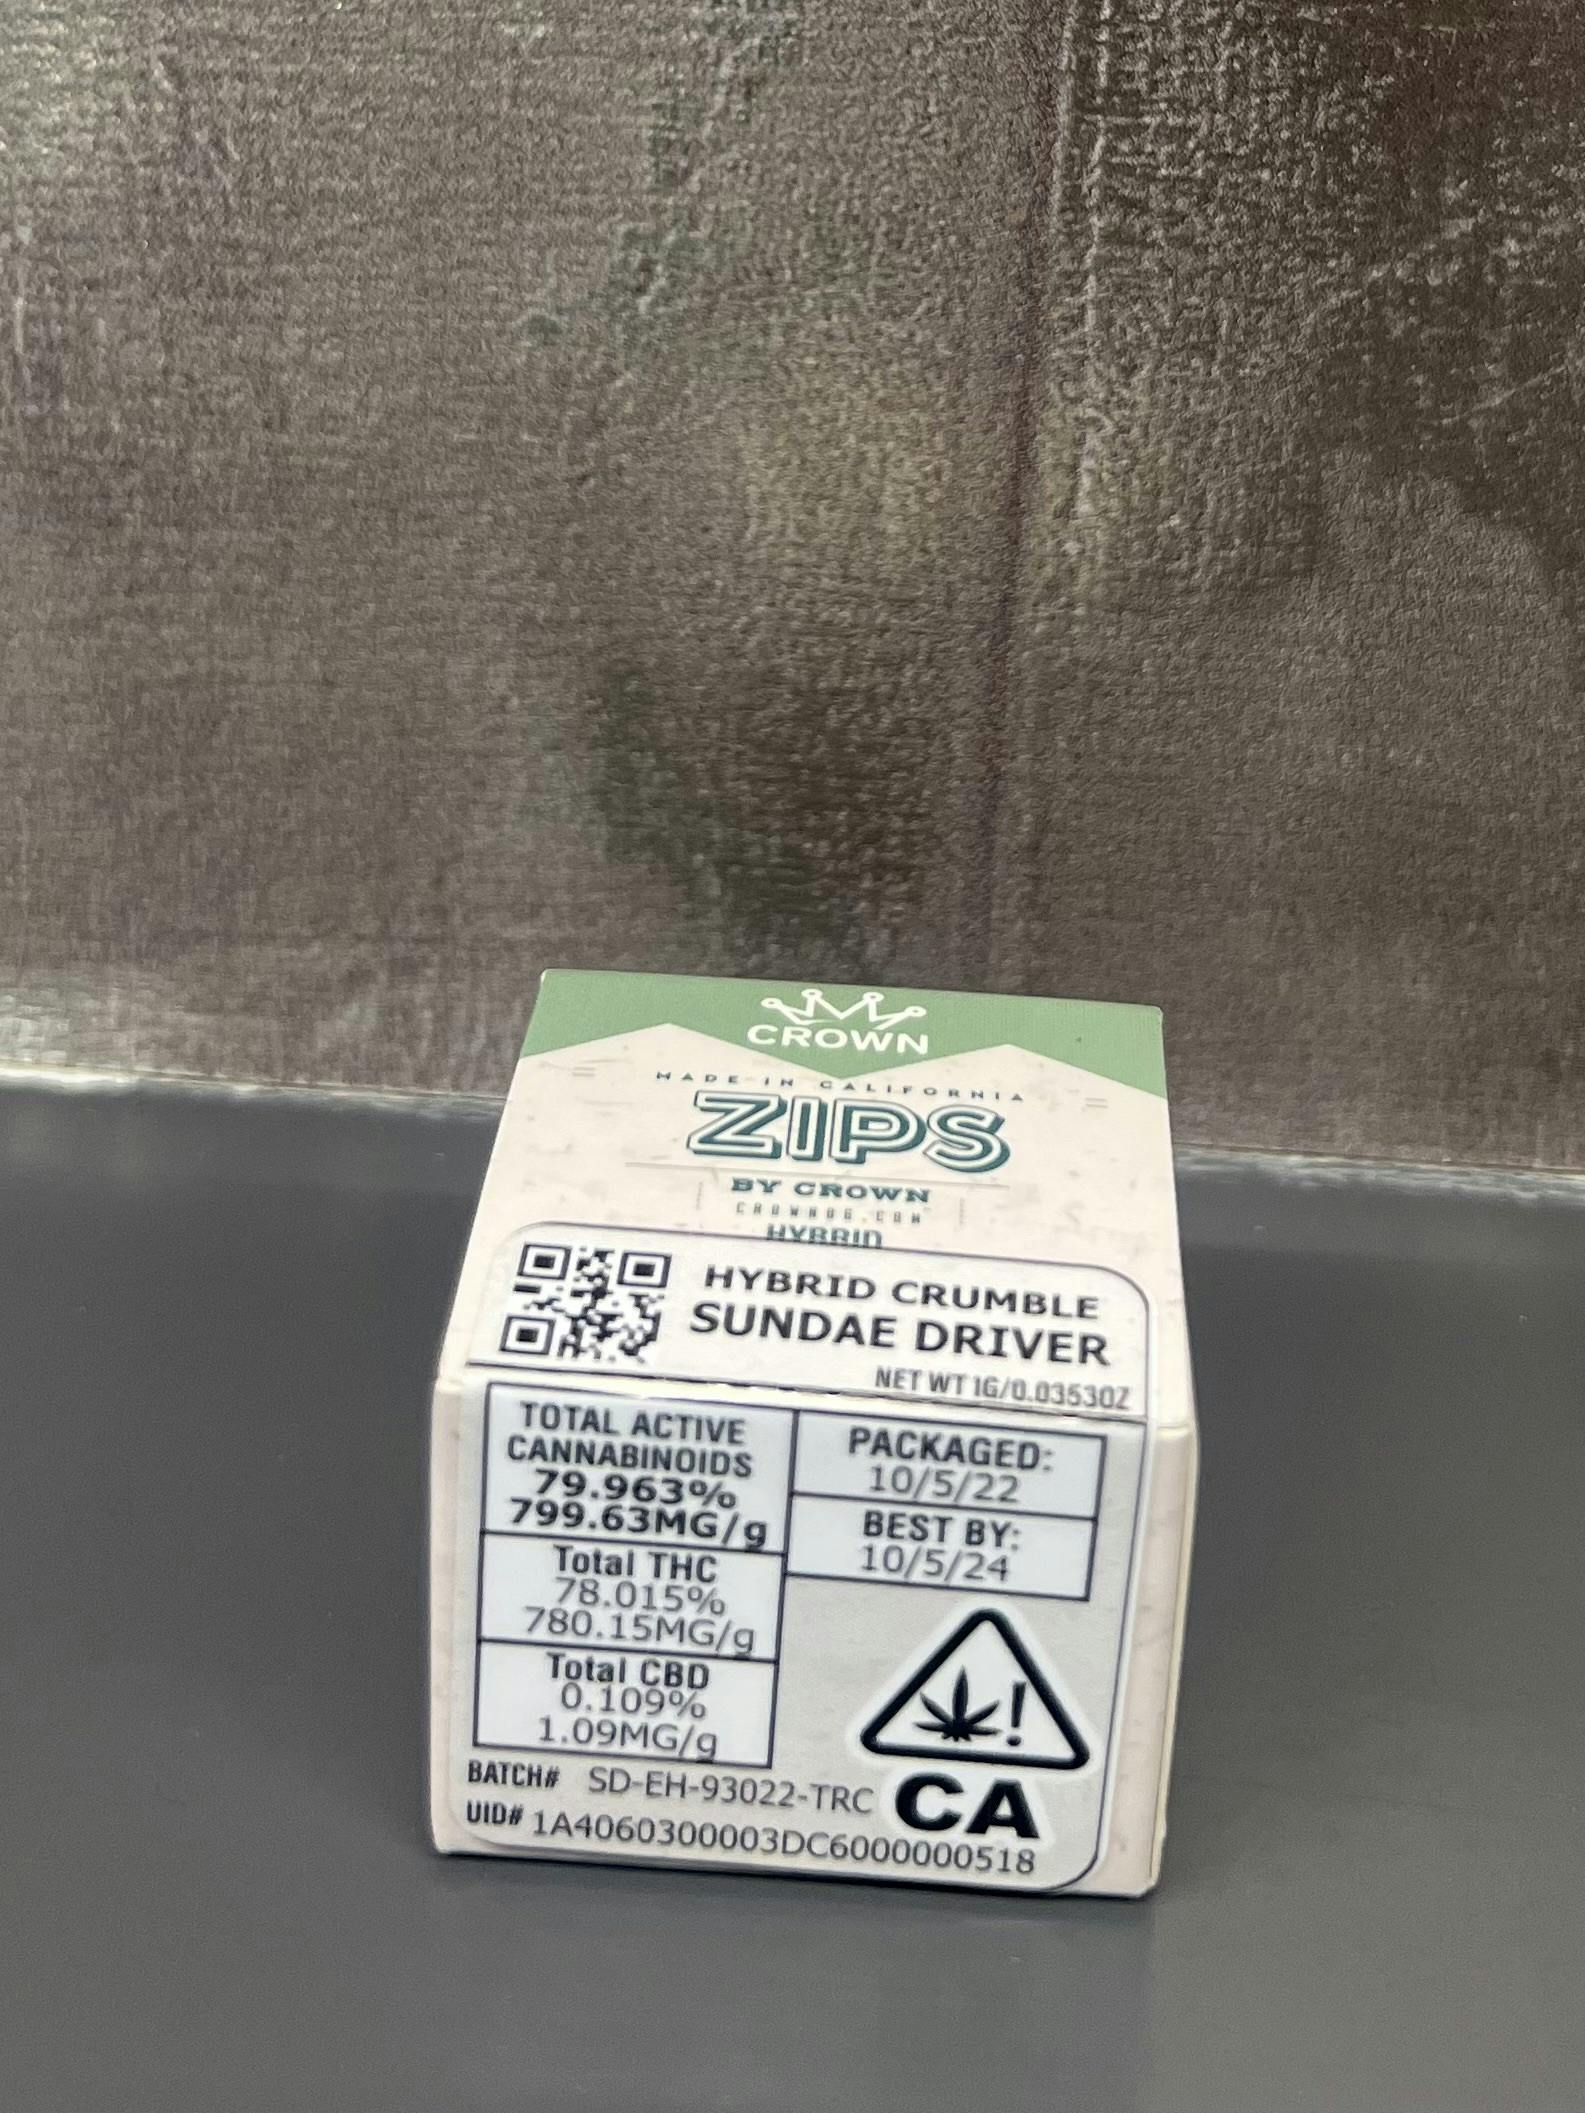 CROWN
MADE IN CALIFORNIA
ZIPS
BY CROWN
CROWNOG.COM
HYBRID
HYBRID CRUMBLE
SUNDAE DRIVER
NET WT 1G/0.0353OZ
TOTAL ACTIVE
CANNABINOIDS
79.963%
799.63MG/g
Total THC
78.015%
780.15MG/g
Total CBD
0.109%
1.09MG/g
PACKAGED:
10/5/22
BEST BY:
10/5/24
!
CA
BATCH# SD-EH-93022-TRC
UID# 1A4060300003DC6000000518